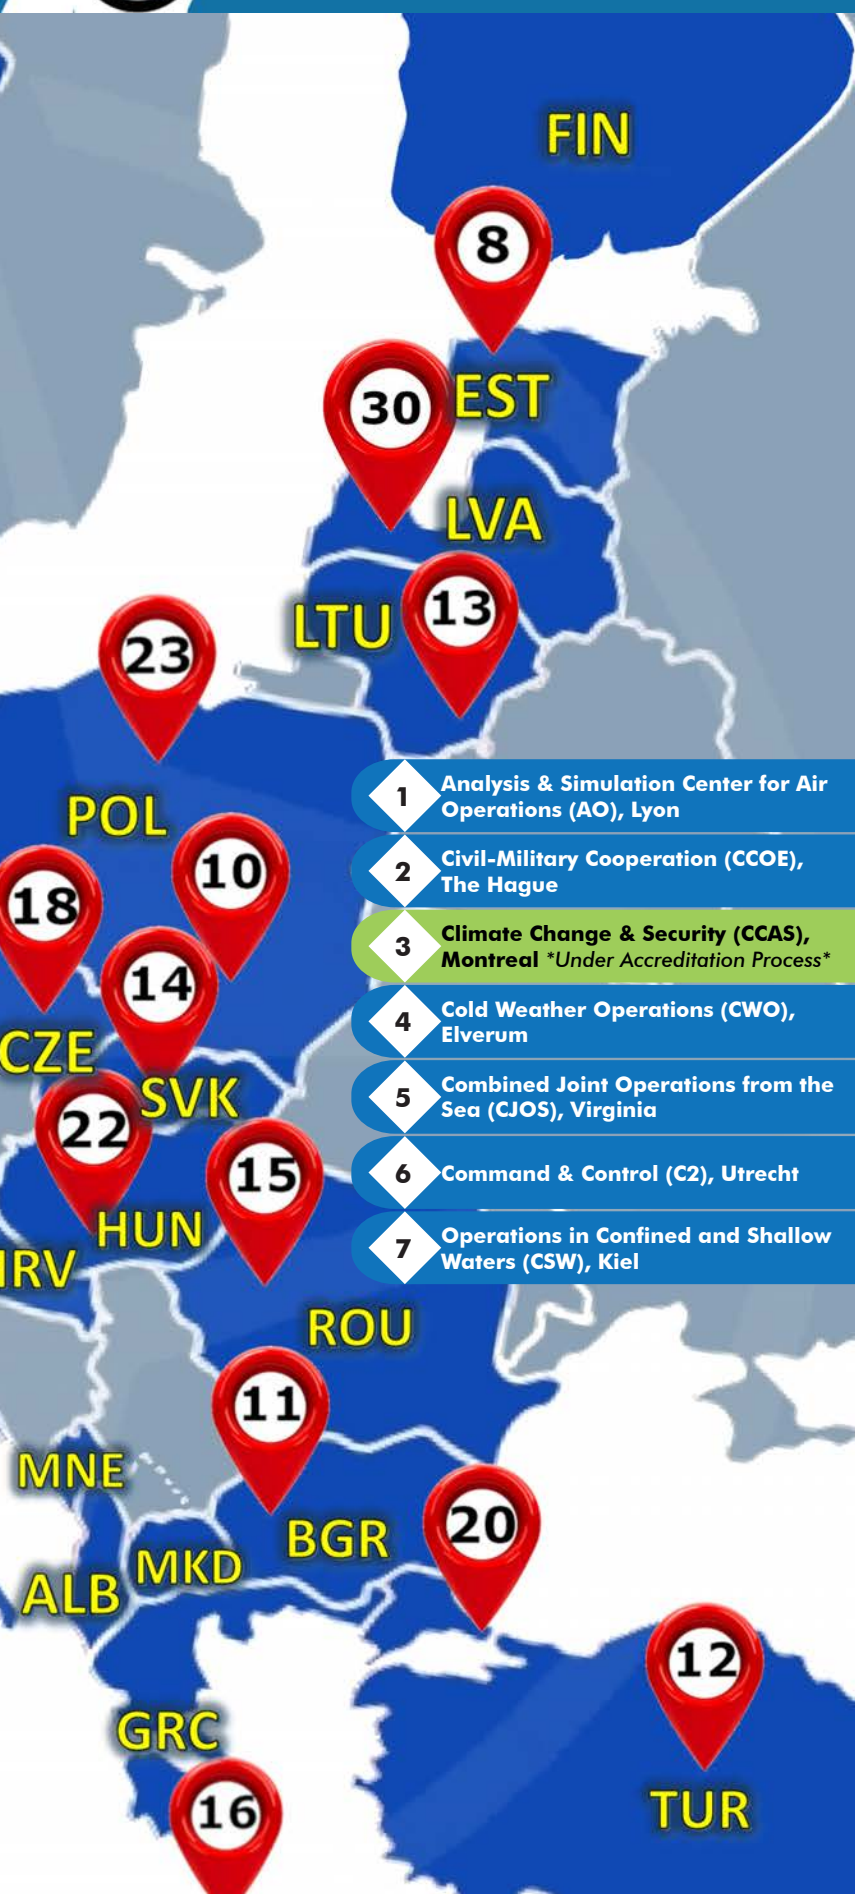 FIN
8
30
EST
LVA
LTU
13
23
POL
10
18
14
CZE
SVK
22
15
HUN
HRV
1
Analysis & Simulation Center for Air
Operations (AO), Lyon
2
Civil-Military Cooperation (CCOE),
The Hague
3
Climate Change & Security (CCAS),
Montreal *Under Accreditation Process*
4
Cold Weather Operations (CWO),
Elverum
5
Combined Joint Operations from the
Sea (CJOS), Virginia
6
Command & Control (C2), Utrecht
7
Operations in Confined and Shallow
Waters (CSW), Kiel
ROU
11
MNE
20
BGR
MKD
ALB
12
GRC
16
TUR